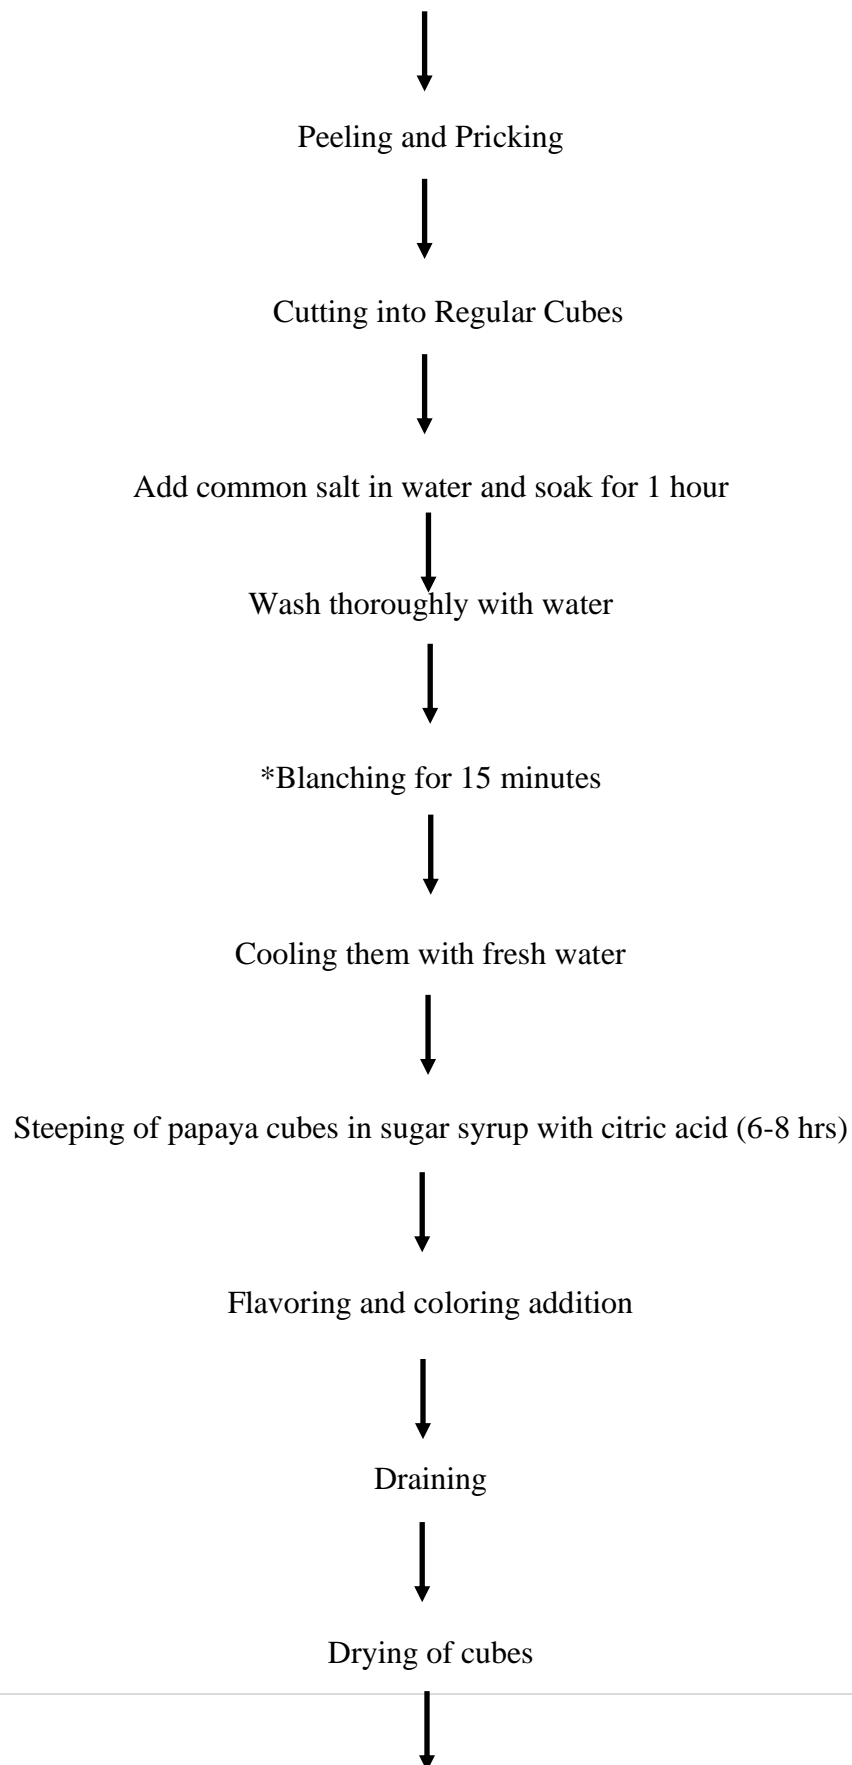 Peeling and Pricking
Cutting into Regular Cubes
Add common salt in water and soak for 1 hour
Wash thoroughly with water
*Blanching for 15 minutes
Cooling them with fresh water
Steeping of papaya cubes in sugar syrup with citric acid (6-8 hrs)
Flavoring and coloring addition
Draining
Drying of cubes